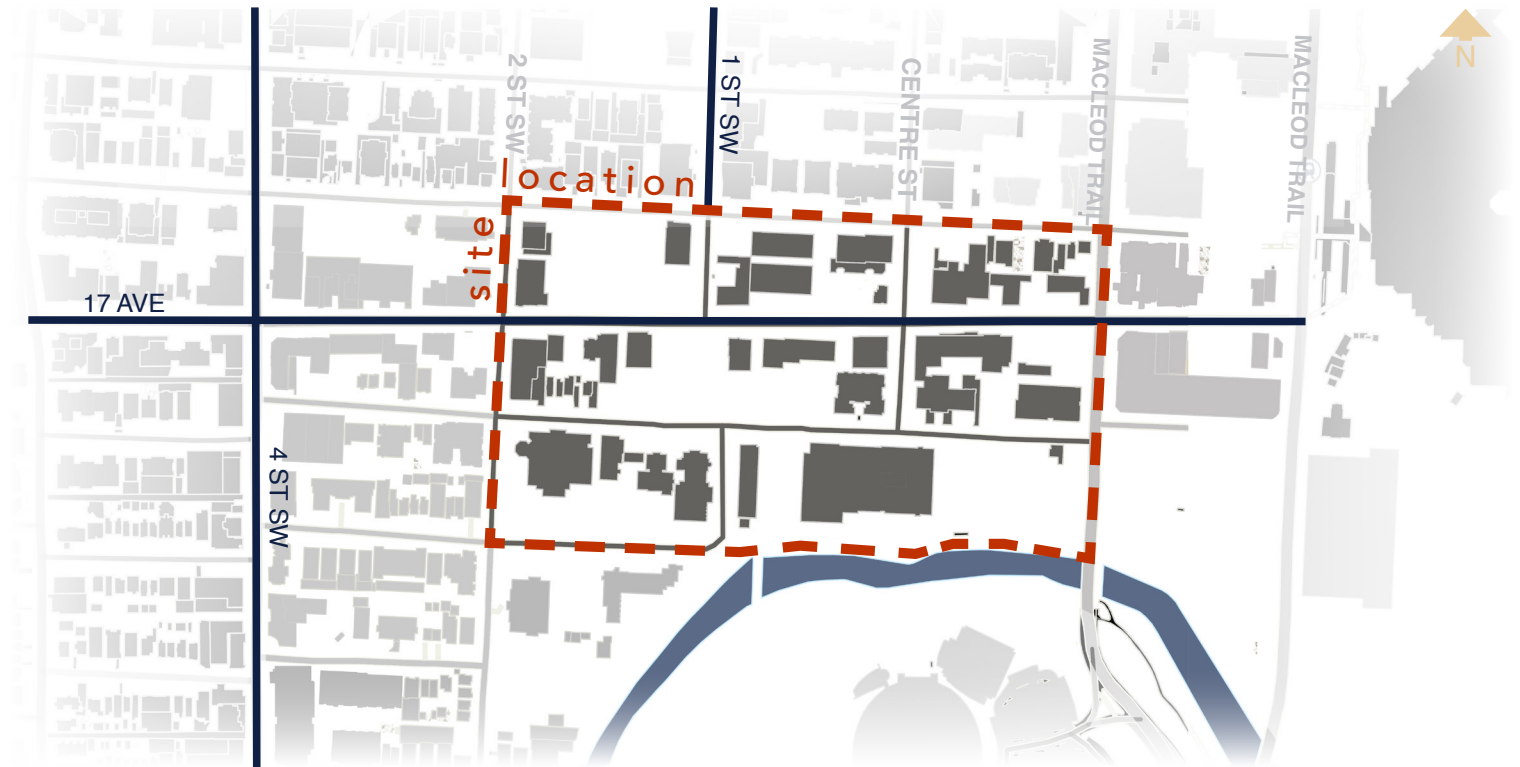 2 ST SW
1 ST SW
CENTRE ST
MACLEOD TRAIL
MACLEOD TRAIL
N
location
site
17 AVE
4 ST SW